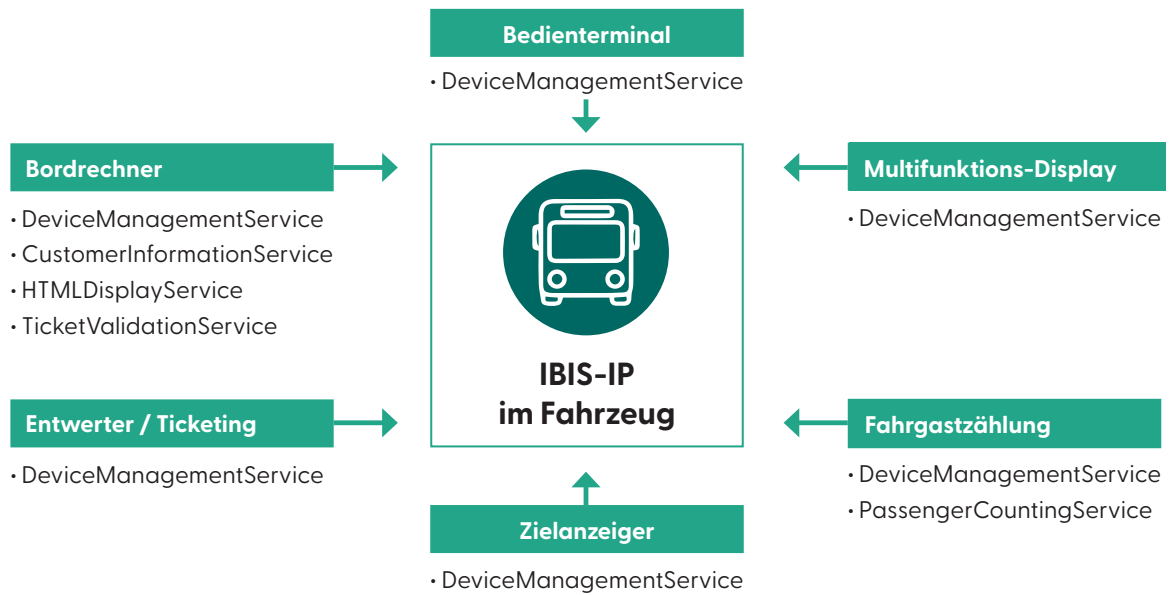 Bedienterminal
· DeviceManagementService
Bordrechner
· DeviceManagementService
· CustomerInformationService
· HTMLDisplayService
· TicketValidationService
Multifunktions-Display
· DeviceManagementService
IBIS-IP
im Fahrzeug
Entwerter / Ticketing
· DeviceManagementService
Fahrgastzählung
· DeviceManagementService
· PassengerCountingService
Zielanzeiger
· DeviceManagementService